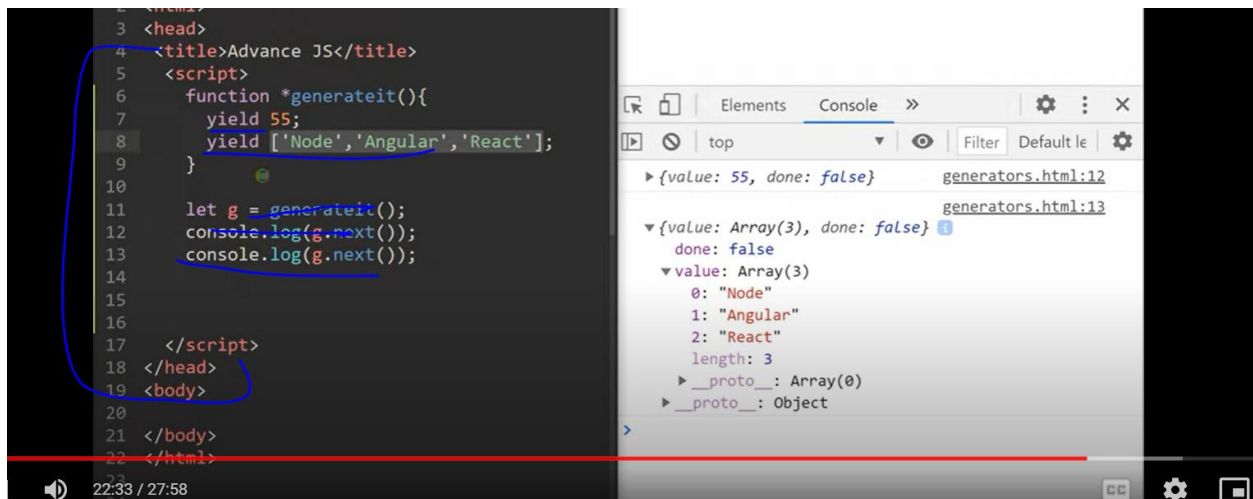 2 <html>
3 <head>
4 <title>Advance JS</title>
5 <script>
6 function *generateit(){
7 yield 55;
8 yield ['Node','Angular','React'];
9 }
10
11 let g = generateit();
12 console.log(g.next());
13 console.log(g.next());
14
15
16
17 </script>
18 </head>
19 <body>
20
21 </body>
22 </html>
23
Elements Console »
top Filter Default le
{value: 55, done: false} generators.html:12
generators.html:13
{value: Array(3), done: false} i
done: false
value: Array(3)
0: "Node"
1: "Angular"
2: "React"
length: 3
__proto__: Array(0)
__proto__: Object
>
22:33 / 27:58
CC